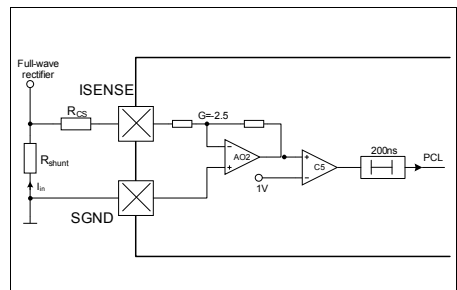 Full-wave
rectifier
ISENSE
RCS
G=-2.5
Rshunt
Iin
AO2
C5
200ns
PCL
1V
SGND